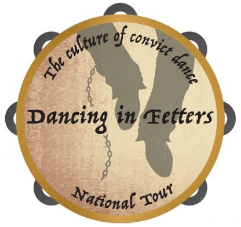 The culture of convict dance
Dancing in Fetters
National Tour